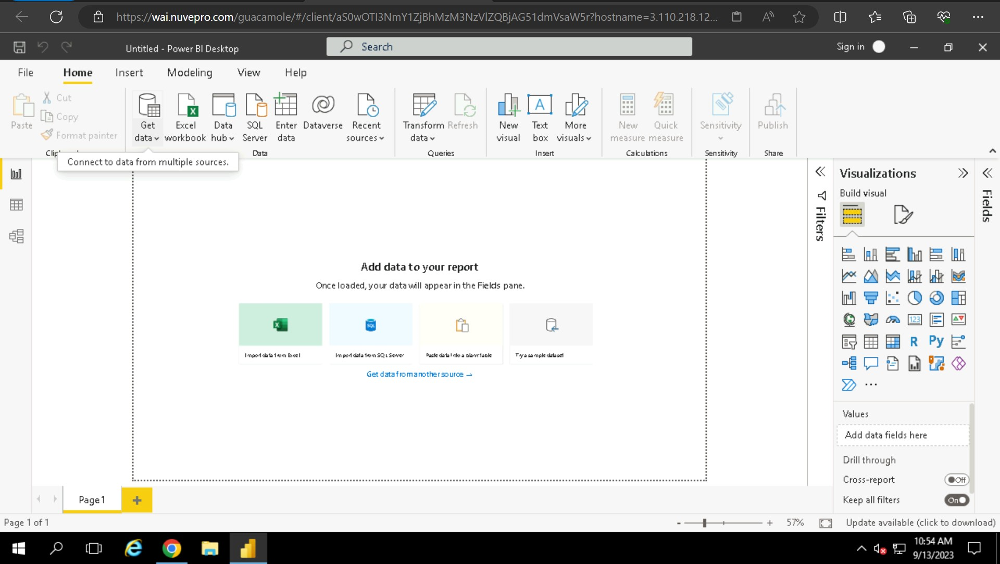 https://wai.nuvepro.com/guacamole/#/client/aS0wOTI3NmY1ZjBhMzM3NzVlZQBjAG51dmVsaW5r?hostname=3.110.218.12...
Untitled - Power BI Desktop
Search
Sign in
File
Home
Insert
Modeling
View
Help
Paste
Cut
Copy
Format painter
Get data
Excel workbook
Data hub
SQL Server
Enter data
Dataverse
Recent sources
Transform data
Refresh
New visual
Text box
More visuals
New measure
Quick measure
Sensitivity
Publish
Data
Queries
Insert
Calculations
Sensitivity
Share
Connect to data from multiple sources.
Filters
Visualizations
Build visual
Fields
Add data to your report
Once loaded, your data will appear in the Fields pane.
Import data from Excel
Import data from SQL Server
Paste data into a blank table
Try a sample dataset
Get data from another source →
SQL
X
123
R
Py
Values
Add data fields here
Drill through
Cross-report
Off
Keep all filters
On
Page 1
Page 1 of 1
57%
Update available (click to download)
10:54 AM
9/13/2023